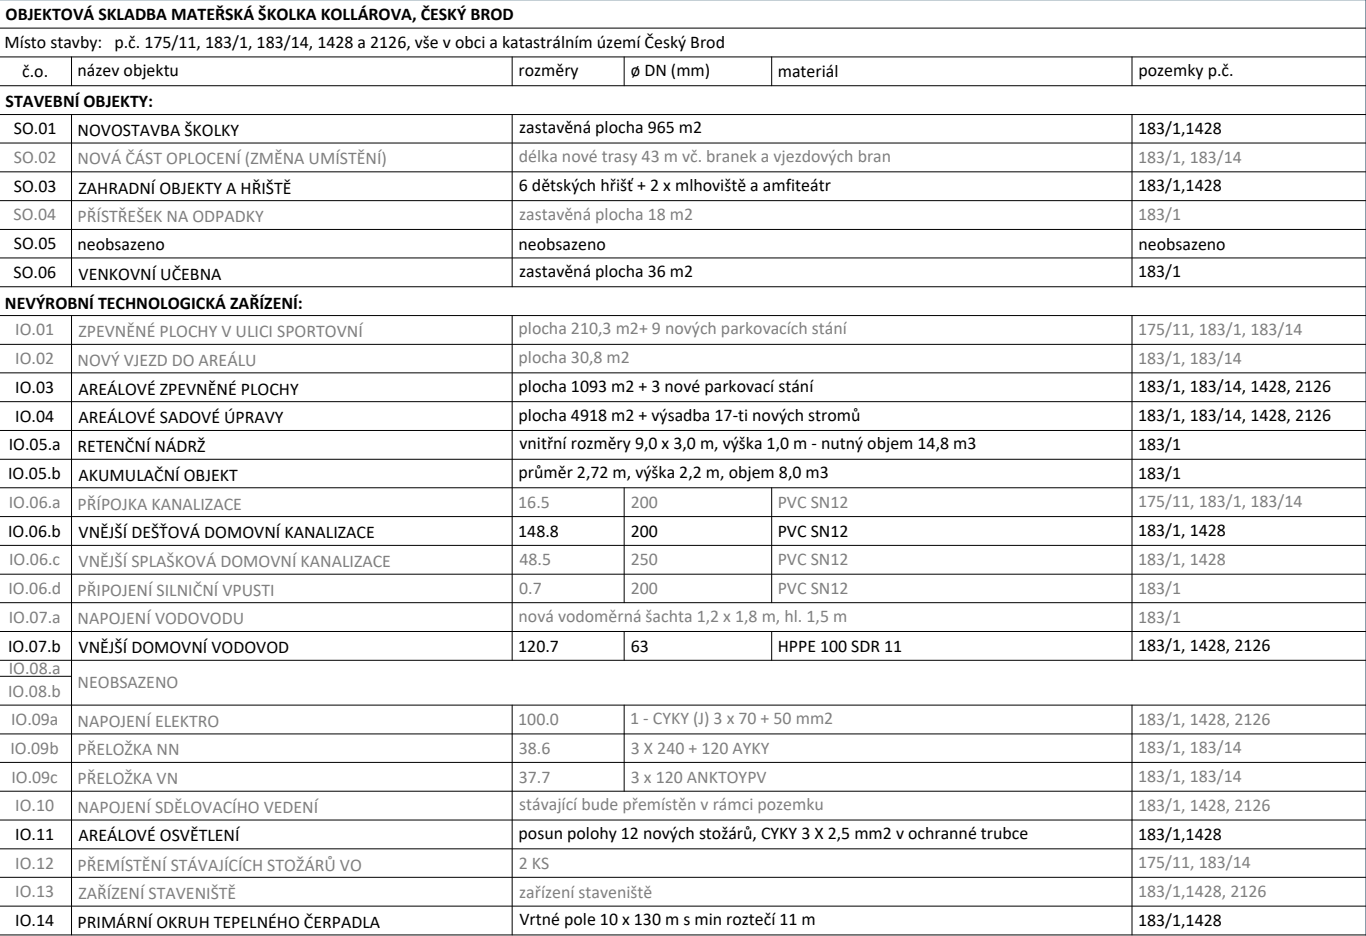 OBJEKTOVÁ SKLADBA MATEŘSKÁ ŠKOLKA KOLLÁROVA, ČESKÝ BROD
Místo stavby: p.č. 175/11, 183/1, 183/14, 1428 a 2126, vše v obci a katastrálním území Český Brod
č.o. název objektu rozměry ø DN (mm) materiál pozemky p.č.
STAVEBNÍ OBJEKTY:
SO.01 NOVOSTAVBA ŠKOLKY zastavěná plocha 965 m2 183/1,1428
SO.02 NOVÁ ČÁST OPLOCENÍ (ZMĚNA UMÍSTĚNÍ) délka nové trasy 43 m vč. branek a vjezdových bran 183/1, 183/14
SO.03 ZAHRADNÍ OBJEKTY A HŘIŠTĚ 6 dětských hřišť + 2 x mlhoviště a amfiteátr 183/1,1428
SO.04 PŘÍSTŘEŠEK NA ODPADKY zastavěná plocha 18 m2 183/1
SO.05 neobsazeno neobsazeno neobsazeno
SO.06 VENKOVNÍ UČEBNA zastavěná plocha 36 m2 183/1
NEVÝROBNÍ TECHNOLOGICKÁ ZAŘÍZENÍ:
IO.01 ZPEVNĚNÉ PLOCHY V ULICI SPORTOVNÍ plocha 210,3 m2+ 9 nových parkovacích stání 175/11, 183/1, 183/14
IO.02 NOVÝ VJEZD DO AREÁLU plocha 30,8 m2 183/1, 183/14
IO.03 AREÁLOVÉ ZPEVNĚNÉ PLOCHY plocha 1093 m2 + 3 nové parkovací stání 183/1, 183/14, 1428, 2126
IO.04 AREÁLOVÉ SADOVÉ ÚPRAVY plocha 4918 m2 + výsadba 17-ti nových stromů 183/1, 183/14, 1428, 2126
IO.05.a RETENČNÍ NÁDRŽ vnitřní rozměry 9,0 x 3,0 m, výška 1,0 m - nutný objem 14,8 m3 183/1
IO.05.b AKUMULAČNÍ OBJEKT průměr 2,72 m, výška 2,2 m, objem 8,0 m3 183/1
IO.06.a PŘÍPOJKA KANALIZACE 16.5 200 PVC SN12 175/11, 183/1, 183/14
IO.06.b VNĚJŠÍ DEŠŤOVÁ DOMOVNÍ KANALIZACE 148.8 200 PVC SN12 183/1, 1428
IO.06.c VNĚJŠÍ SPLAŠKOVÁ DOMOVNÍ KANALIZACE 48.5 250 PVC SN12 183/1, 1428
IO.06.d PŘIPOJENÍ SILNIČNÍ VPUSTI 0.7 200 PVC SN12 183/1
IO.07.a NAPOJENÍ VODOVODU nová vodoměrná šachta 1,2 x 1,8 m, hl. 1,5 m 183/1
IO.07.b VNĚJŠÍ DOMOVNÍ VODOVOD 120.7 63 HPPE 100 SDR 11 183/1, 1428, 2126
IO.08.a
IO.08.b NEOBSAZENO
IO.09a NAPOJENÍ ELEKTRO 100.0 1 - CYKY (J) 3 x 70 + 50 mm2 183/1, 1428, 2126
IO.09b PŘELOŽKA NN 38.6 3 X 240 + 120 AYKY 183/1, 183/14
IO.09c PŘELOŽKA VN 37.7 3 x 120 ANKTOYPV 183/1, 183/14
IO.10 NAPOJENÍ SDĚLOVACÍHO VEDENÍ stávající bude přemístěn v rámci pozemku 183/1, 1428, 2126
IO.11 AREÁLOVÉ OSVĚTLENÍ posun polohy 12 nových stožárů, CYKY 3 X 2,5 mm2 v ochranné trubce 183/1,1428
IO.12 PŘEMÍSTĚNÍ STÁVAJÍCÍCH STOŽÁRŮ VO 2 KS 175/11, 183/14
IO.13 ZAŘÍZENÍ STAVENIŠTĚ zařízení staveniště 183/1,1428, 2126
IO.14 PRIMÁRNÍ OKRUH TEPELNÉHO ČERPADLA Vrtné pole 10 x 130 m s min roztečí 11 m 183/1,1428